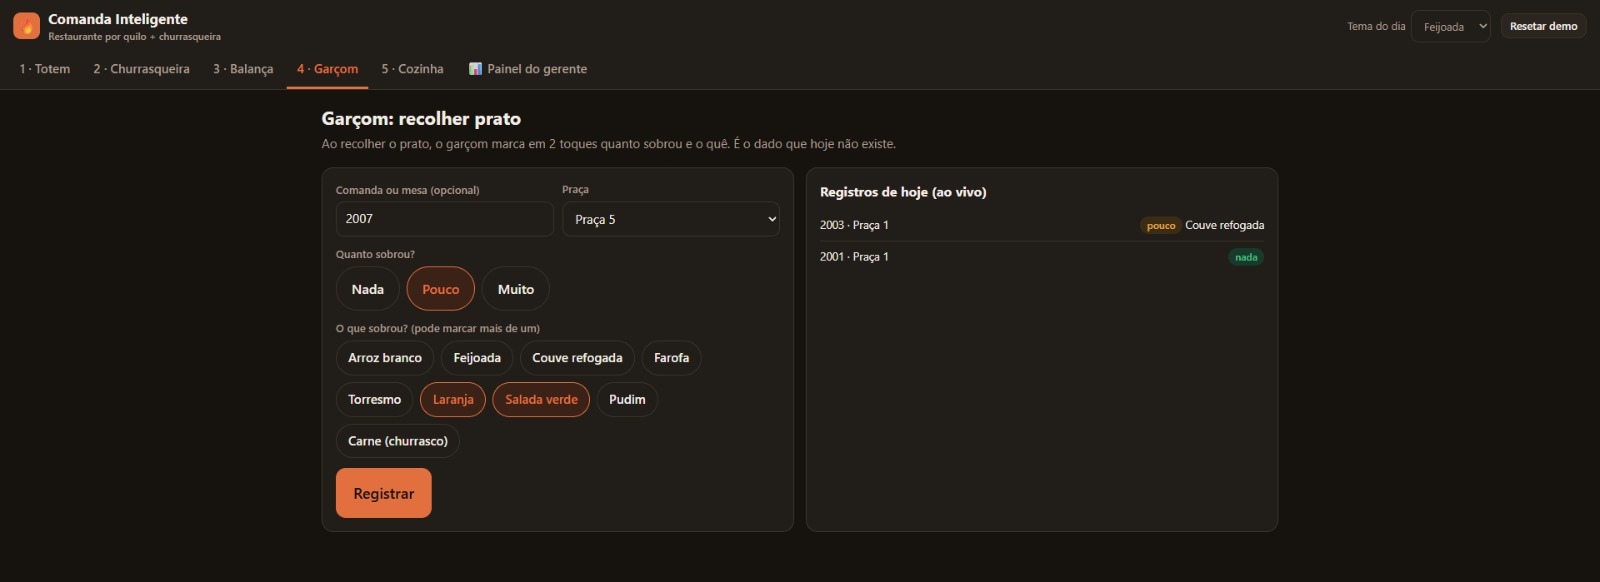 Comanda Inteligente
Restaurante por quilo + churrasqueira
Tema do dia Feijoada Resetar demo
1 · Totem 2 · Churrasqueira 3 · Balança 4 · Garçom 5 · Cozinha Painel do gerente
Garçom: recolher prato
Ao recolher o prato, o garçom marca em 2 toques quanto sobrou e o quê. É o dado que hoje não existe.
Comanda ou mesa (opcional) Praça
2007 Praça 5
Quanto sobrou?
Nada Pouco Muito
O que sobrou? (pode marcar mais de um)
Arroz branco Feijoada Couve refogada Farofa
Torresmo Laranja Salada verde Pudim
Carne (churrasco)
Registrar
Registros de hoje (ao vivo)
2003 · Praça 1 pouco Couve refogada
2001 · Praça 1 nada